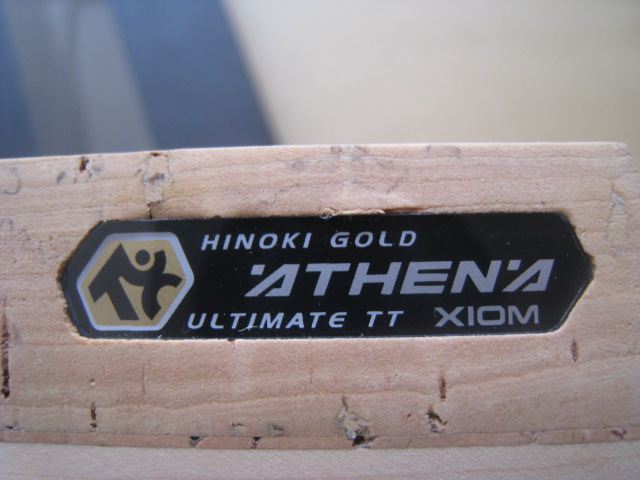 HINOKI GOLD
ATHENA
ULTIMATE TT XIOM